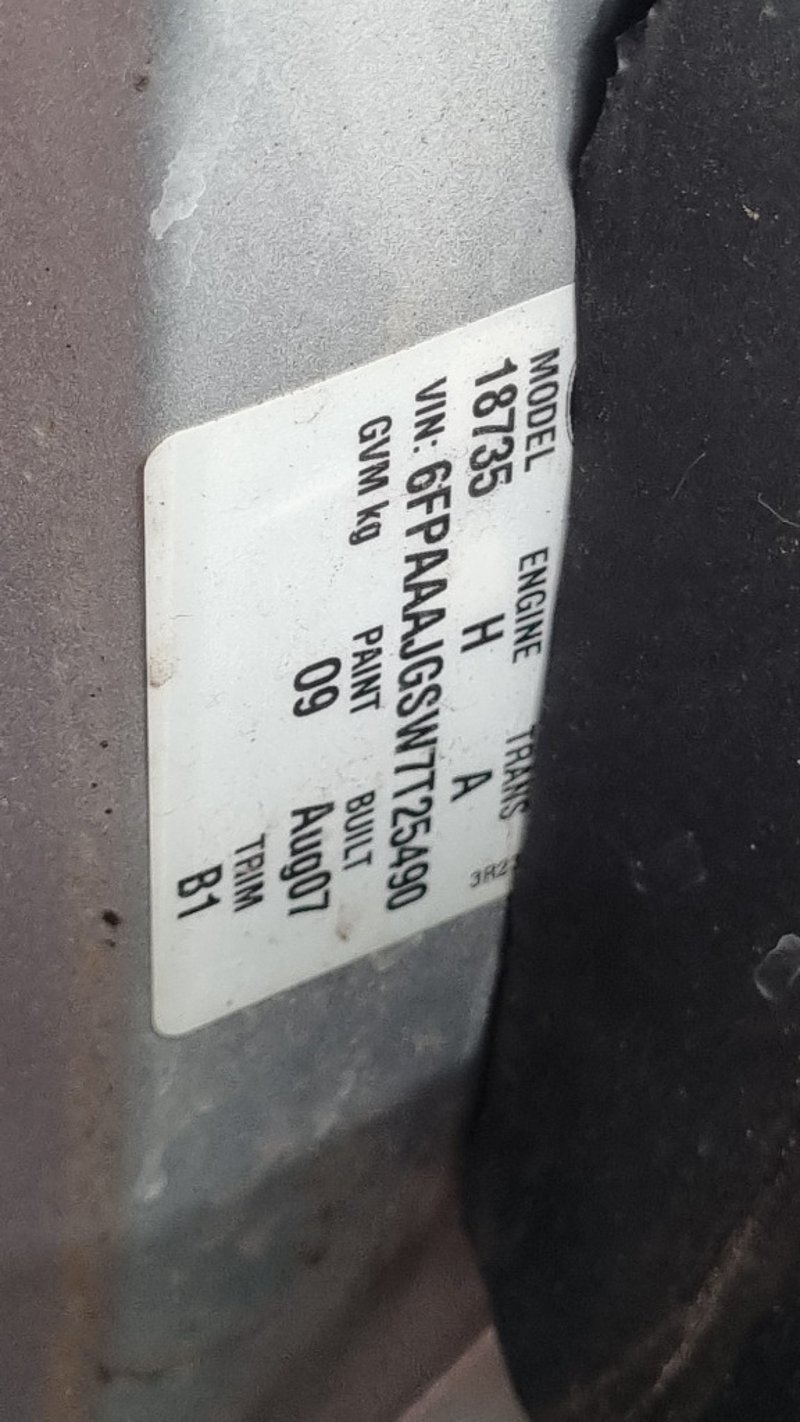 MODEL ENGINE TRANS
18735 H A
VIN: 6FPAAAJGSW7T25490
GVM kg PAINT BUILT
09 Aug07
TRIM
B1